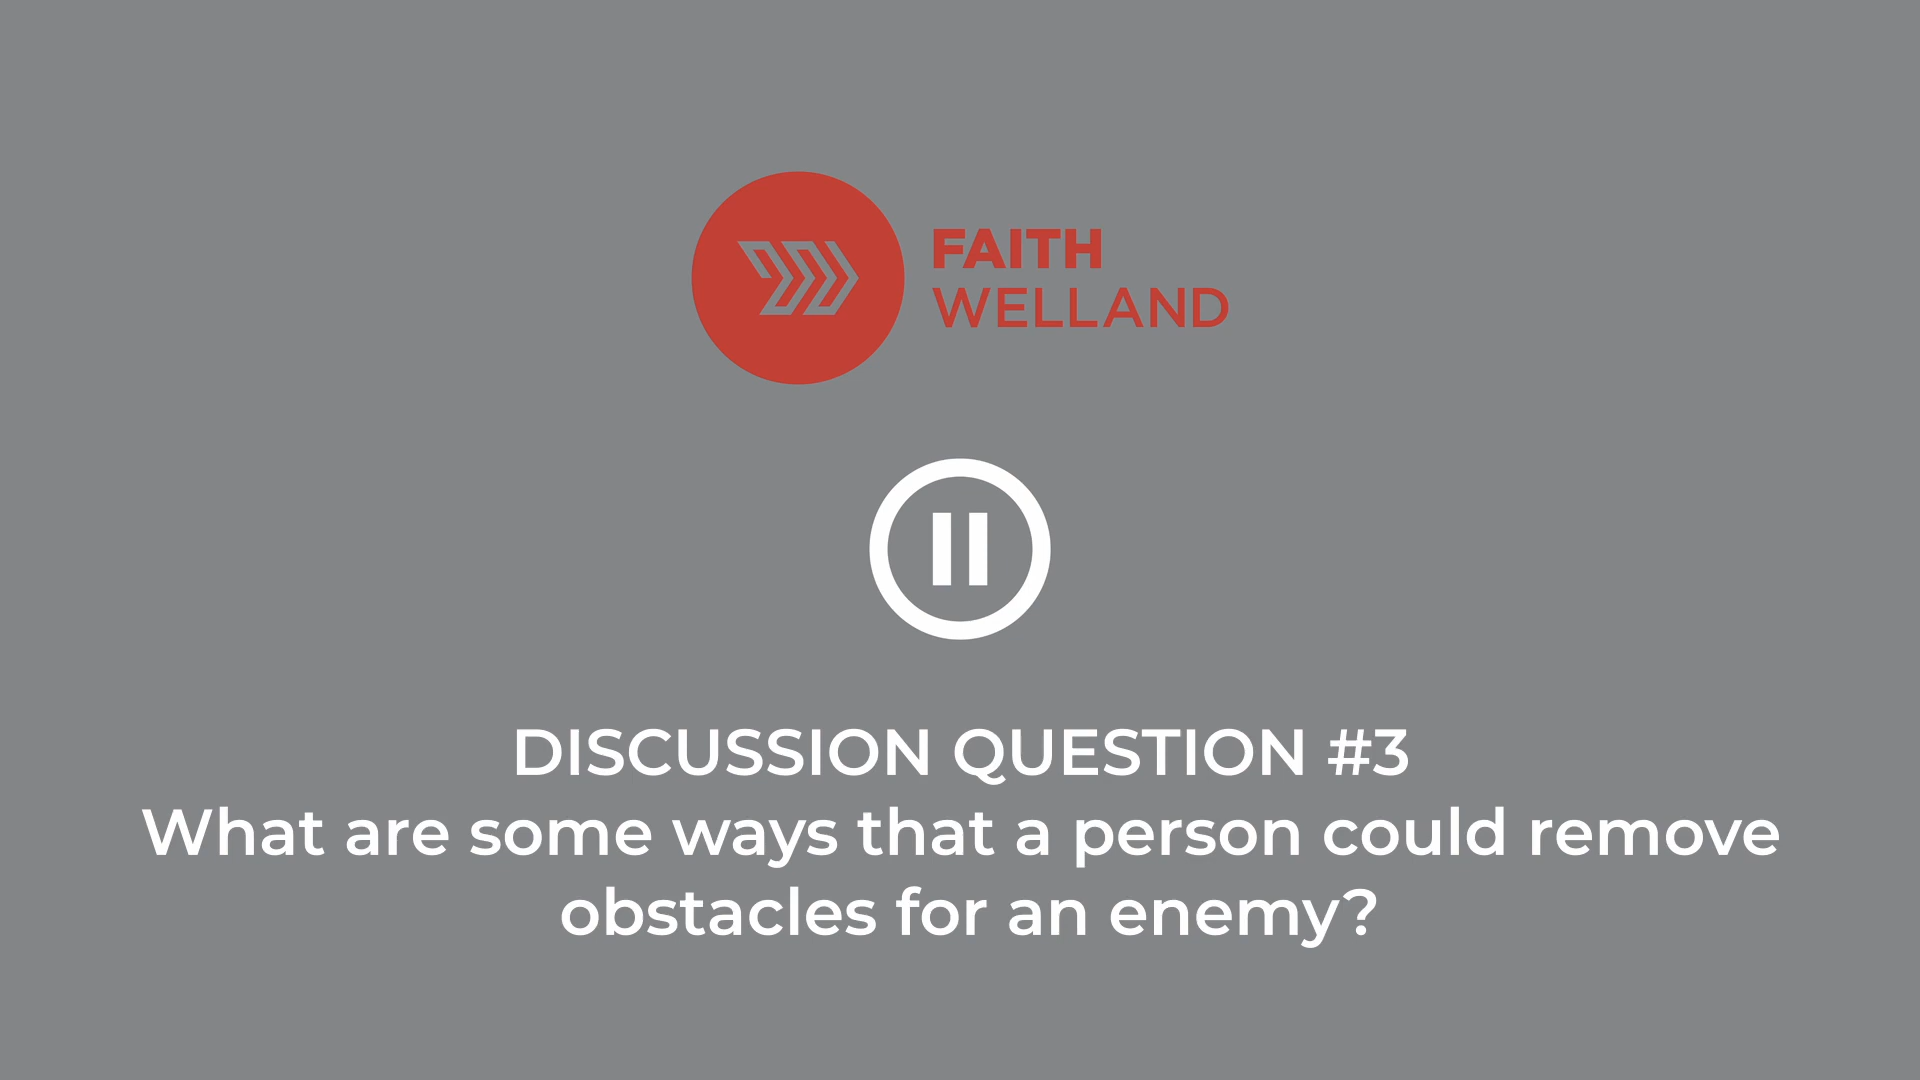 FAITH
WELLAND
DISCUSSION QUESTION #3
What are some ways that a person could remove
obstacles for an enemy?